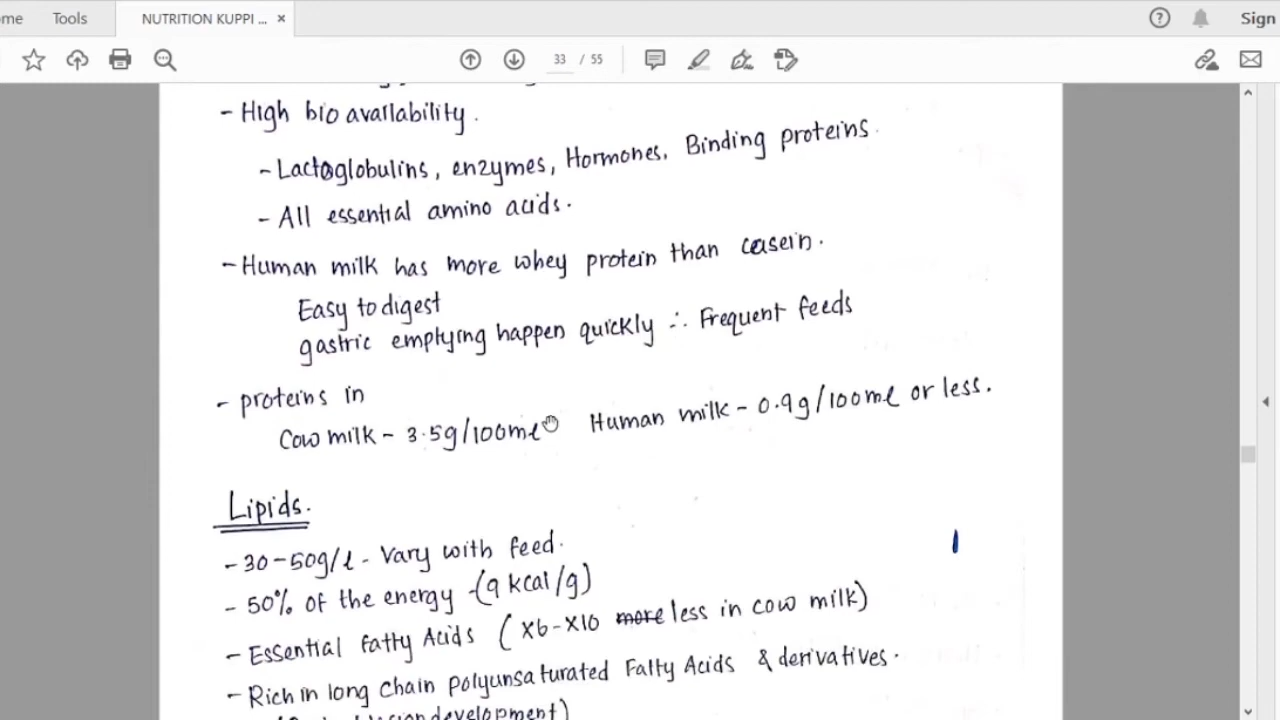 ome Tools NUTRITION KUPPI ... × Sign
33 / 55
- High bio availability.
- Lactoglobulins, enzymes, Hormones. Binding proteins.
- All essential amino acids.
- Human milk has more whey protein than casein.
Easy to digest
gastric emptying happen quickly ∴ Frequent feeds
- proteins in
Cow milk - 3.5g/100ml Human milk - 0.9g/100ml or less.
Lipids.
- 30-50g/l - Vary with feed.
- 50% of the energy - (9 kcal/g)
- Essential fatty Acids ( X6-X10 more less in cow milk)
- Rich in long chain polyunsaturated Fatty Acids & derivatives.
development)